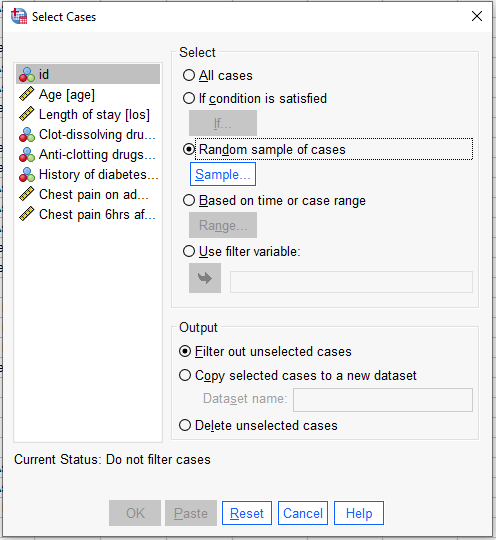 Select Cases
id
Age [age]
Length of stay [los]
Clot-dissolving dru...
Anti-clotting drugs...
History of diabetes...
Chest pain on ad...
Chest pain 6hrs af...
Select
All cases
If condition is satisfied
If...
Random sample of cases
Sample...
Based on time or case range
Range...
Use filter variable:
Output
Filter out unselected cases
Copy selected cases to a new dataset
Dataset name:
Delete unselected cases
Current Status: Do not filter cases
OK Paste Reset Cancel Help